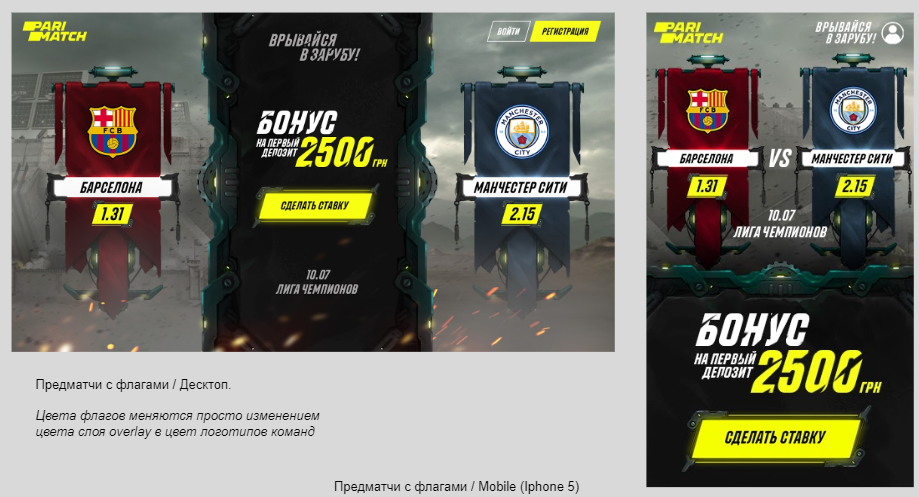 PARI
MATCH
ВРЫВАЙСЯ
В ЗАРУБУ!
ВОЙТИ
РЕГИСТРАЦИЯ
FCB
БАРСЕЛОНА
1.31
БОНУС
НА ПЕРВЫЙ
ДЕПОЗИТ
2500 ГРН
СДЕЛАТЬ СТАВКУ
10.07
ЛИГА ЧЕМПИОНОВ
MANCHESTER
CITY
МАНЧЕСТЕР СИТИ
2.15
Предматчи с флагами / Десктоп.
Цвета флагов меняются просто изменением
цвета слоя overlay в цвет логотипов команд
PARI
MATCH
ВРЫВАЙСЯ
В ЗАРУБУ!
FCB
MANCHESTER
CITY
БАРСЕЛОНА
VS
МАНЧЕСТЕР СИТИ
1.31
2.15
10.07
ЛИГА ЧЕМПИОНОВ
БОНУС
НА ПЕРВЫЙ
ДЕПОЗИТ
2500 ГРН
СДЕЛАТЬ СТАВКУ
Предматчи с флагами / Mobile (Iphone 5)